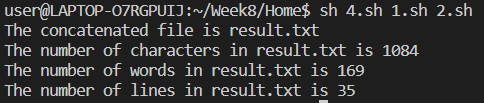 user@LAPTOP-O7RGPUIJ:~/Week8/Home$ sh 4.sh 1.sh 2.sh
The concatenated file is result.txt
The number of characters in result.txt is 1084
The number of words in result.txt is 169
The number of lines in result.txt is 35